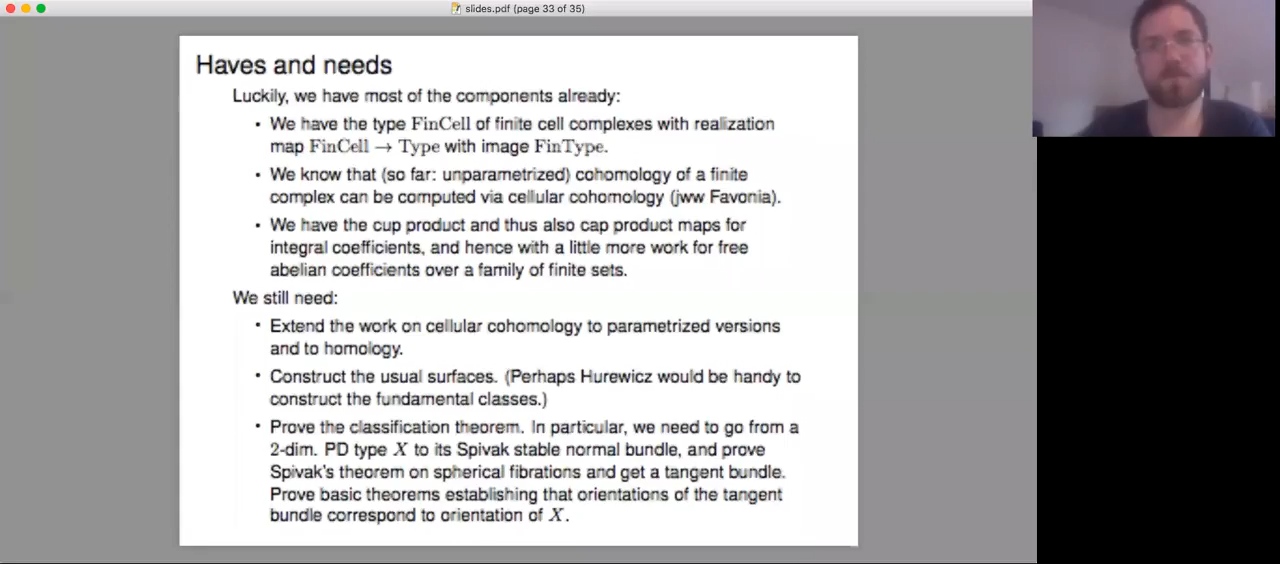 slides.pdf (page 33 of 35)
Haves and needs
Luckily, we have most of the components already:
• We have the type FinCell of finite cell complexes with realization
map FinCell → Type with image FinType.
• We know that (so far: unparametrized) cohomology of a finite
complex can be computed via cellular cohomology (jww Favonia).
• We have the cup product and thus also cap product maps for
integral coefficients, and hence with a little more work for free
abelian coefficients over a family of finite sets.
We still need:
• Extend the work on cellular cohomology to parametrized versions
and to homology.
• Construct the usual surfaces. (Perhaps Hurewicz would be handy to
construct the fundamental classes.)
• Prove the classification theorem. In particular, we need to go from a
2-dim. PD type X to its Spivak stable normal bundle, and prove
Spivak's theorem on spherical fibrations and get a tangent bundle.
Prove basic theorems establishing that orientations of the tangent
bundle correspond to orientation of X.